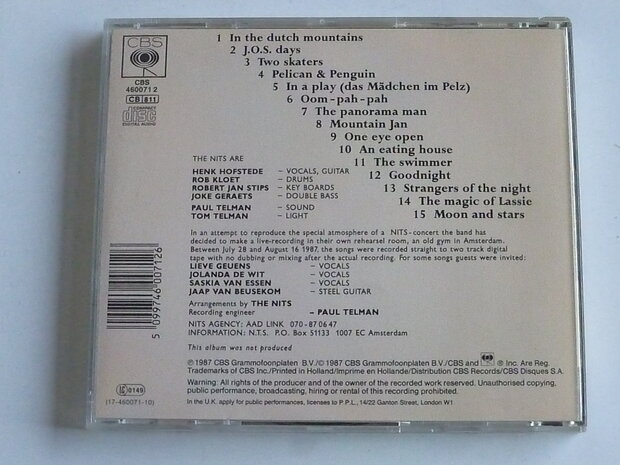 CBS
CBS
460071 2
CB 811
COMPACT
disc
DIGITAL AUDIO
1 In the dutch mountains
2 J.O.S. days
3 Two skaters
4 Pelican & Penguin
5 In a play (das Mädchen im Pelz)
6 Oom-pah-pah
7 The panorama man
8 Mountain Jan
9 One eye open
10 An eating house
11 The swimmer
12 Goodnight
13 Strangers of the night
14 The magic of Lassie
15 Moon and stars
THE NITS ARE
HENK HOFSTEDE – VOCALS, GUITAR
ROB KLOET – DRUMS
ROBERT JAN STIPS – KEY BOARDS
JOKE GERAETS – DOUBLE BASS
PAUL TELMAN – SOUND
TOM TELMAN – LIGHT
In an attempt to reproduce the special atmosphere of a NITS-concert the band has
decided to make a live-recording in their own rehearsel room, an old gym in Amsterdam.
Between July 28 and August 16 1987, the songs were recorded straight to two track digital
tape with no dubbing or mixing after the actual recording. For some songs guests were invited:
LIEVE GEUENS – VOCALS
JOLANDA DE WIT – VOCALS
SASKIA VAN ESSEN – VOCALS
JAAP VAN BEUSEKOM – STEEL GUITAR
Arrangements by THE NITS
Recording engineer – PAUL TELMAN
NITS AGENCY: AAD LINK 070-87 06 47
INFORMATION: N.T.S. P.O. Box 51133 1007 EC Amsterdam
This album was not produced
℗ 1987 CBS Grammofoonplaten B.V./© 1987 CBS Grammofoonplaten B.V./CBS and ® Inc. Are Reg.
Trademarks of CBS Inc./Printed in Holland/Imprime en Hollande/Distribution CBS Records/CBS Disques S.A.
Warning: All rights of the producer and of the owner of the recorded work reserved. Unauthorised copying,
public performance, broadcasting, hiring or rental of this recording prohibited.
In the U.K. apply for public performances, licenses to P.P.L., 14/22 Ganton Street, London W1
5 099746 007126
LC 0149
(17-460071-10)